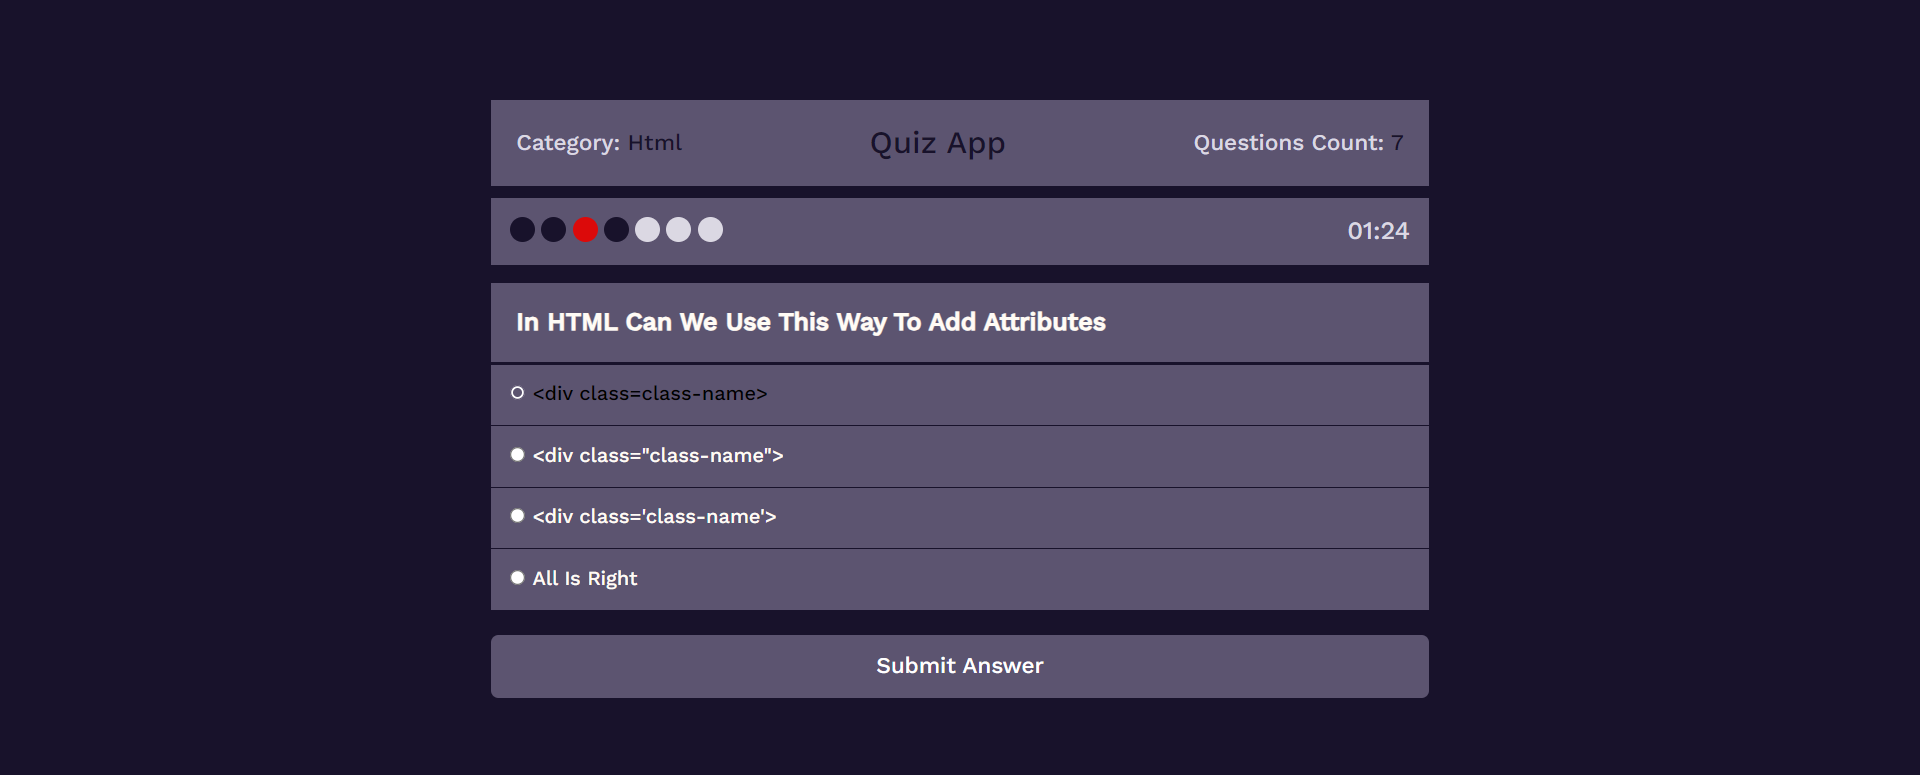 Category: Html
Quiz App
Questions Count: 7
01:24
In HTML Can We Use This Way To Add Attributes
<div class=class-name>
<div class="class-name">
<div class='class-name'>
All Is Right
Submit Answer